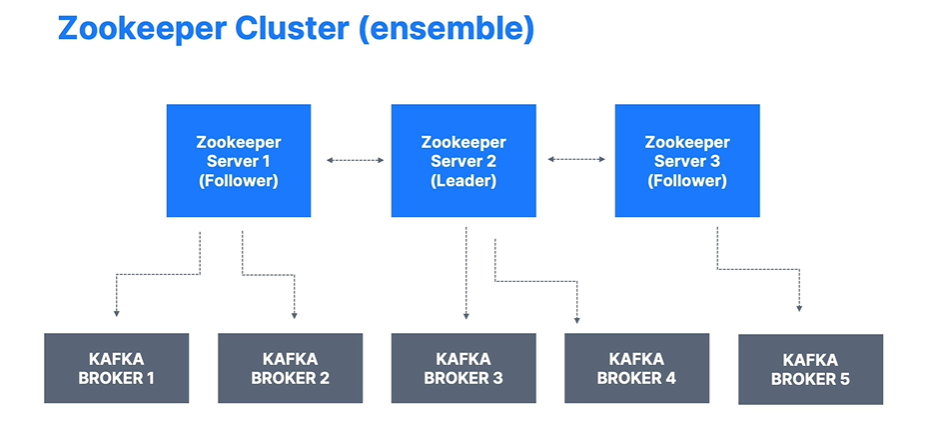 Zookeeper Cluster (ensemble)
Zookeeper
Server 1
(Follower)
Zookeeper
Server 2
(Leader)
Zookeeper
Server 3
(Follower)
KAFKA
BROKER 1
KAFKA
BROKER 2
KAFKA
BROKER 3
KAFKA
BROKER 4
KAFKA
BROKER 5